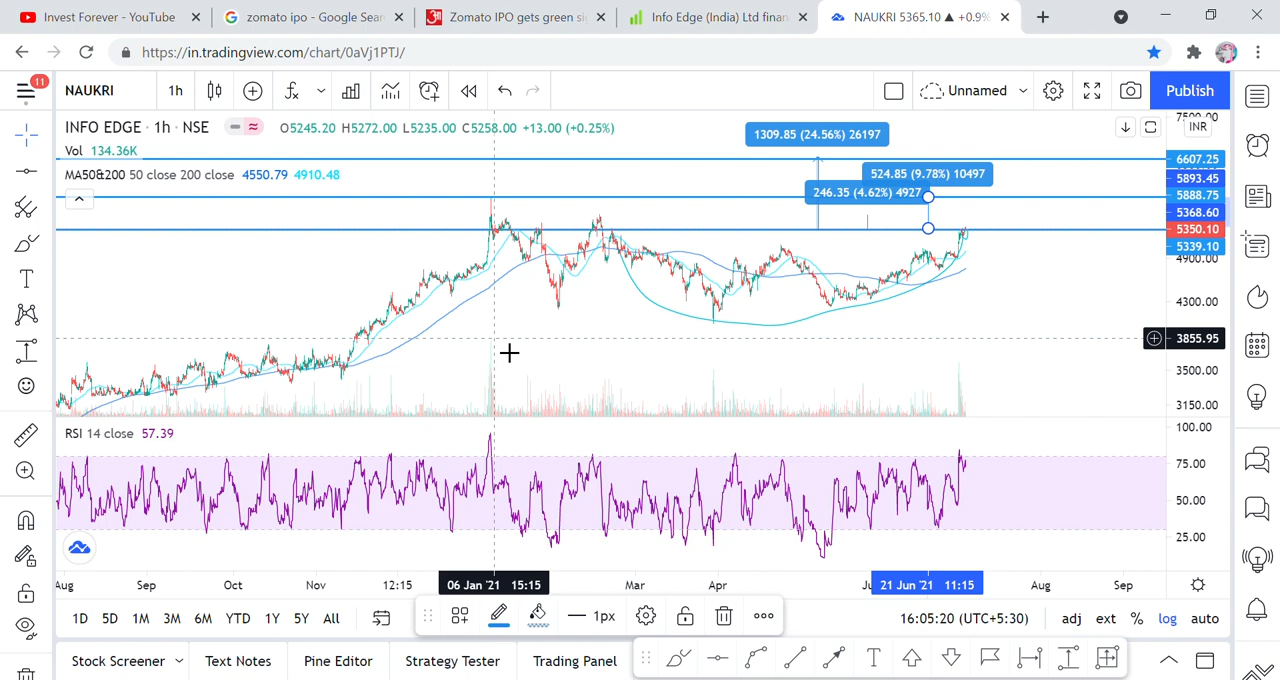 Invest Forever - YouTube
zomato ipo - Google Sear
Zomato IPO gets green si
Info Edge (India) Ltd finan
NAUKRI 5365.10 ▲ +0.9%
https://in.tradingview.com/chart/0aVj1PTJ/
11
NAUKRI
1h
Unnamed
Publish
INFO EDGE · 1h · NSE
O5245.20 H5272.00 L5235.00 C5258.00 +13.00 (+0.25%)
INR
7500.00
Vol 134.36K
MA50&200 50 close 200 close 4550.79 4910.48
1309.85 (24.56%) 26197
524.85 (9.78%) 10497
246.35 (4.62%) 4927
6607.25
5893.45
5888.75
5368.60
5350.10
5339.10
4900.00
4300.00
3855.95
3500.00
3150.00
RSI 14 close 57.39
100.00
75.00
50.00
25.00
Aug Sep Oct Nov 12:15 06 Jan '21 15:15 Mar Apr Ju 21 Jun '21 11:15 Aug Sep
1D 5D 1M 3M 6M YTD 1Y 5Y All
1px
16:05:20 (UTC+5:30)
adj ext % log auto
Stock Screener Text Notes Pine Editor Strategy Tester Trading Panel